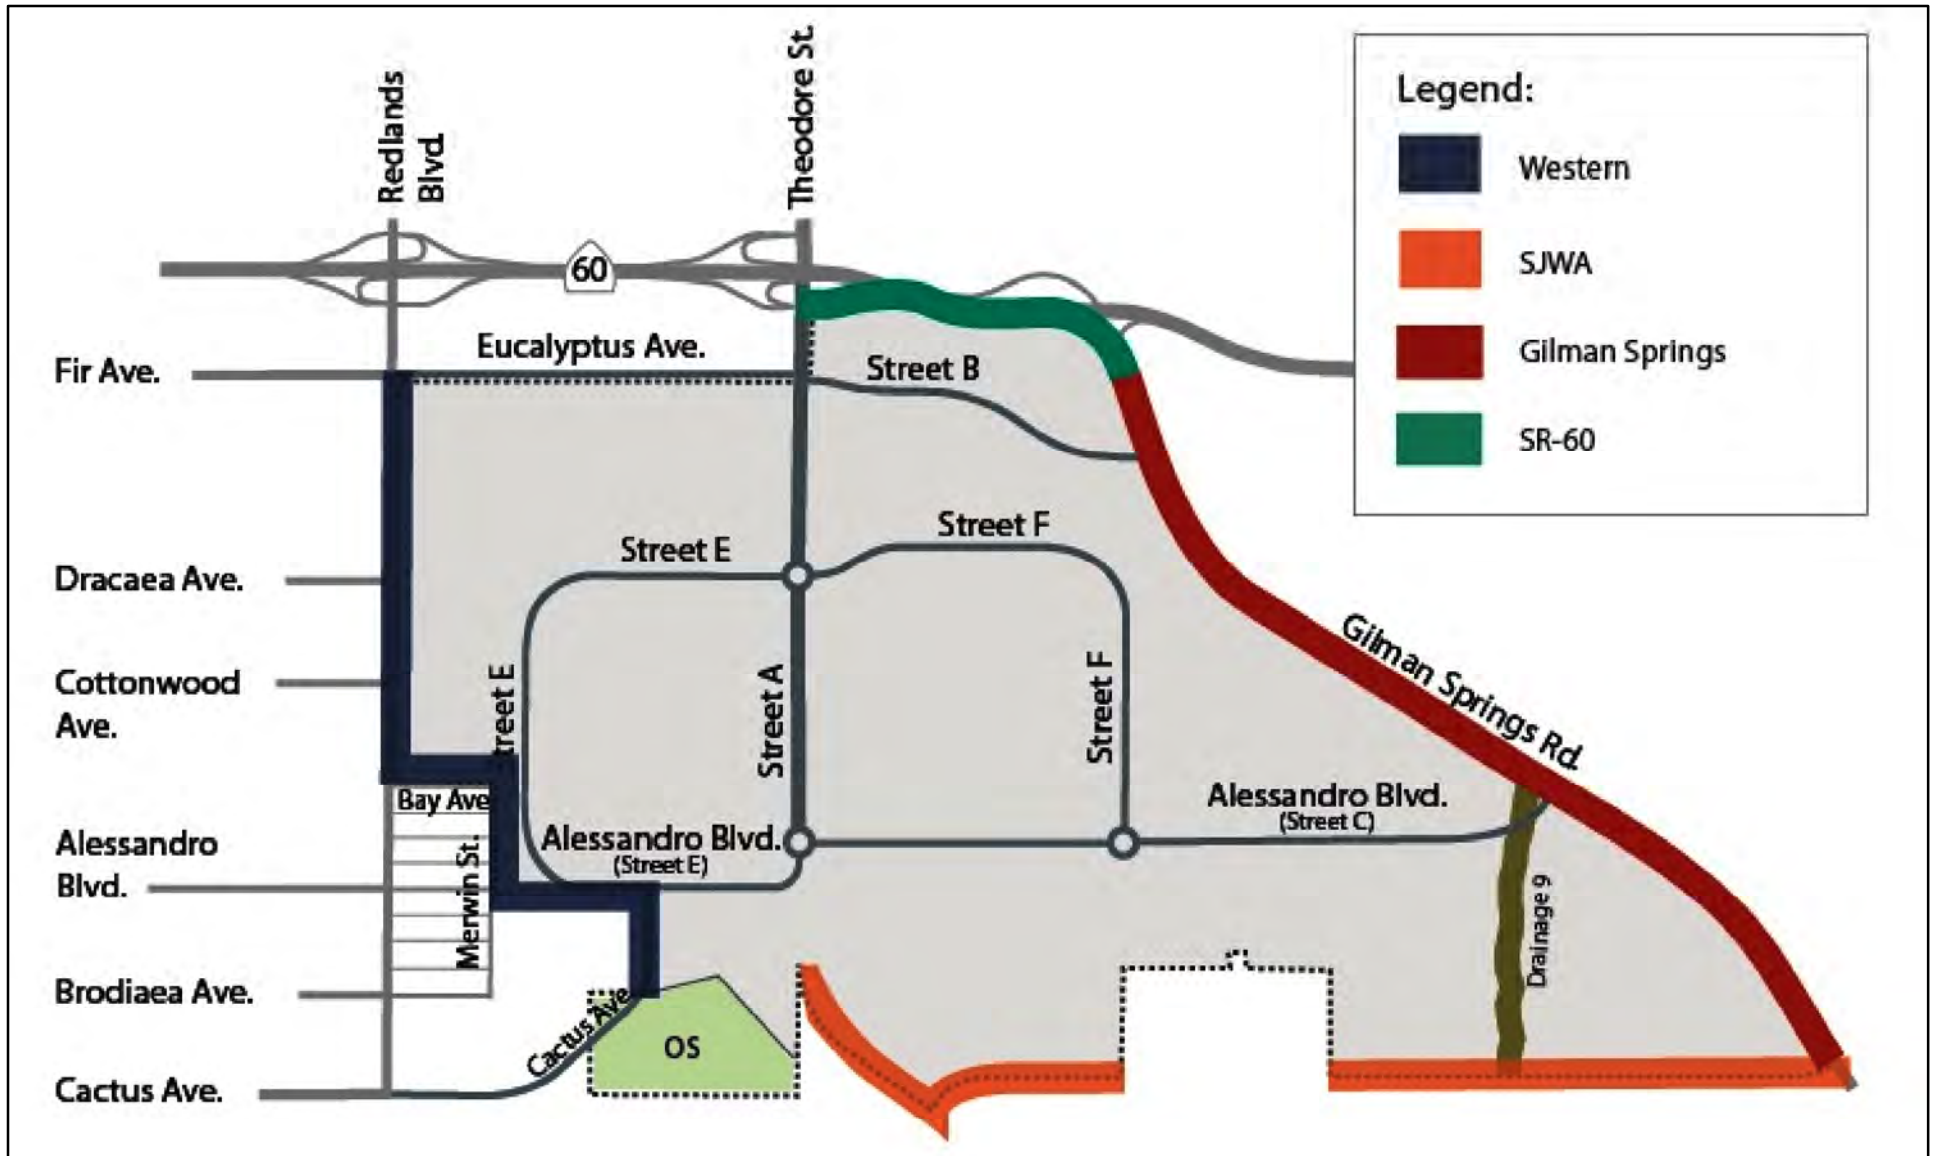 Redlands
Blvd.
Theodore St.
Legend:
Western
SJWA
Gilman Springs
SR-60
60
Eucalyptus Ave.
Fir Ave.
Street B
Street F
Street E
Dracaea Ave.
Gilman Springs Rd.
Cottonwood
Ave.
treet E
Street A
Street F
Bay Ave
Alessandro Blvd.
(Street C)
Alessandro
Blvd.
Merwin St.
Alessandro Blvd.
(Street E)
Drainage 9
Brodiaea Ave.
Cactus Ave.
OS
Cactus Ave.